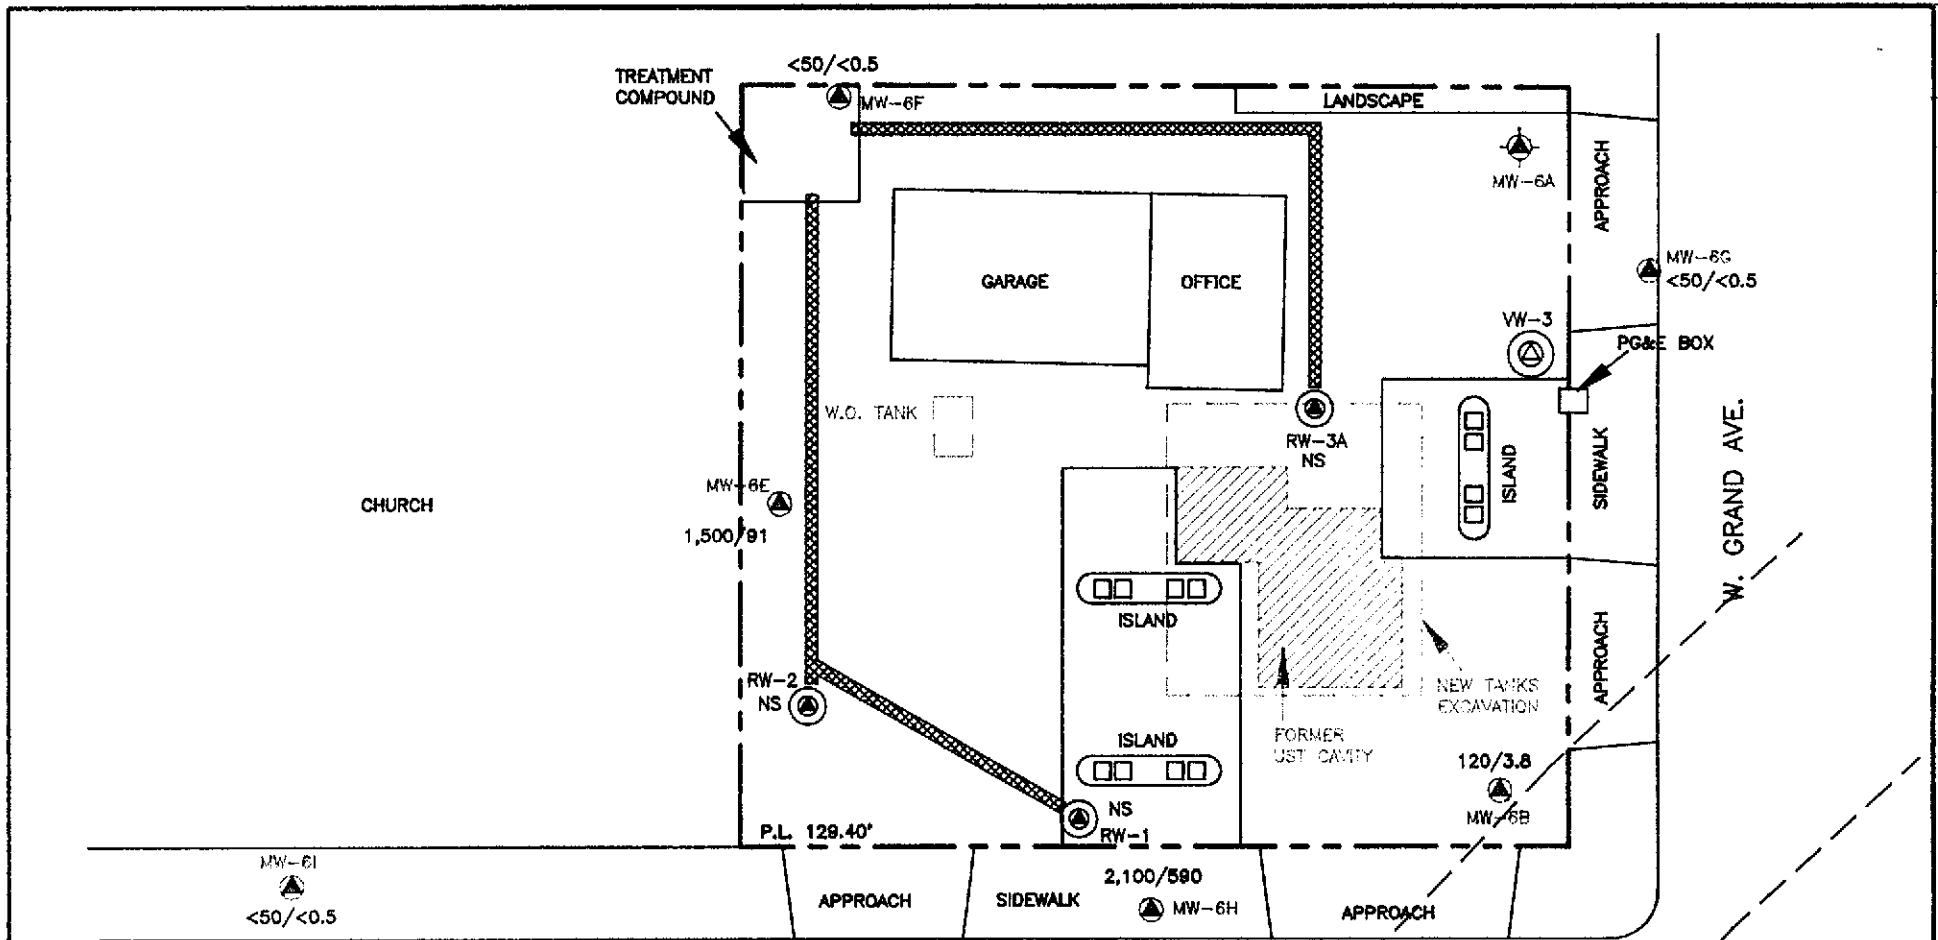 <50/<0.5
TREATMENT
COMPOUND
MW-6F
LANDSCAPE
MW-6A
APPROACH
MW-6G
<50/<0.5
GARAGE
OFFICE
VW-3
PG&E BOX
W.O. TANK
RW-3A
NS
ISLAND
SIDEWALK
W. GRAND AVE.
CHURCH
MW-6E
1,500/91
ISLAND
APPROACH
RW-2
NS
NEW TANKS
EXCAVATION
FORMER
UST CAVITY
ISLAND
120/3.8
MW-6B
NS
RW-1
P.L. 129.40'
MW-6I
<50/<0.5
APPROACH
SIDEWALK
2,100/590
MW-6H
APPROACH